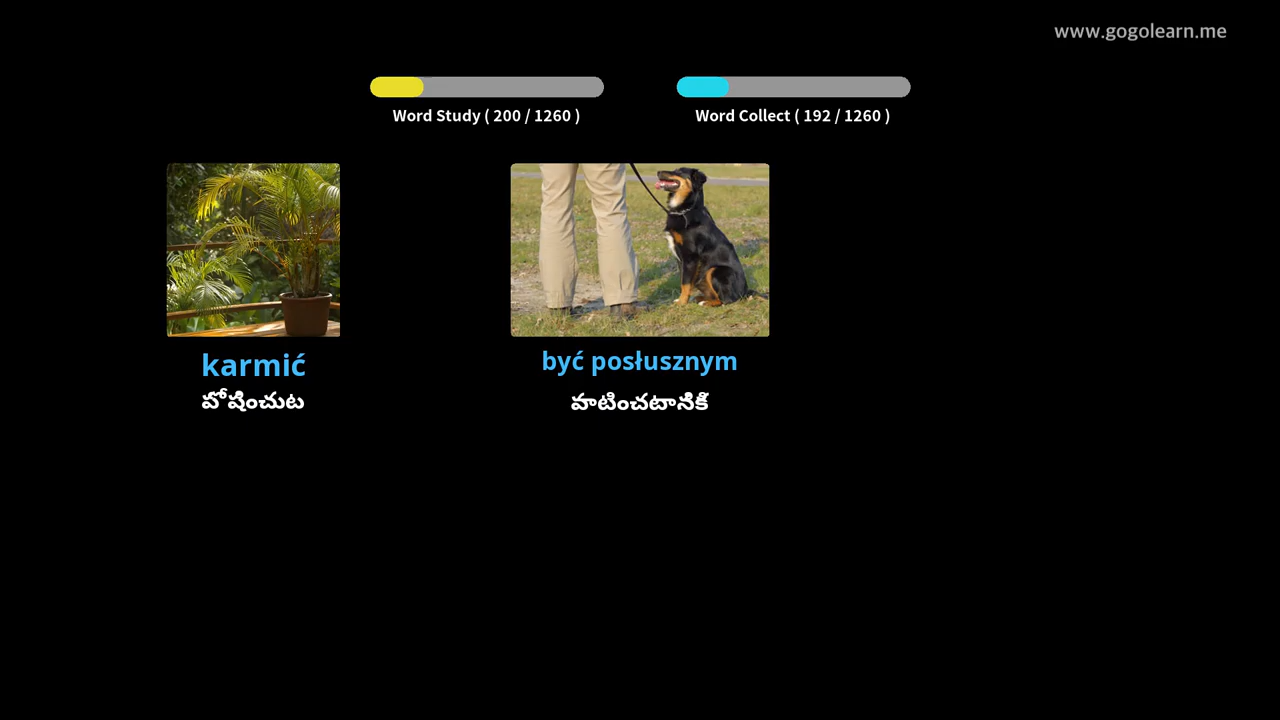 www.gogolearn.me
Word Study ( 200 / 1260 )
Word Collect ( 192 / 1260 )
karmić
పోషించుట
być posłusznym
పాటించటానికి